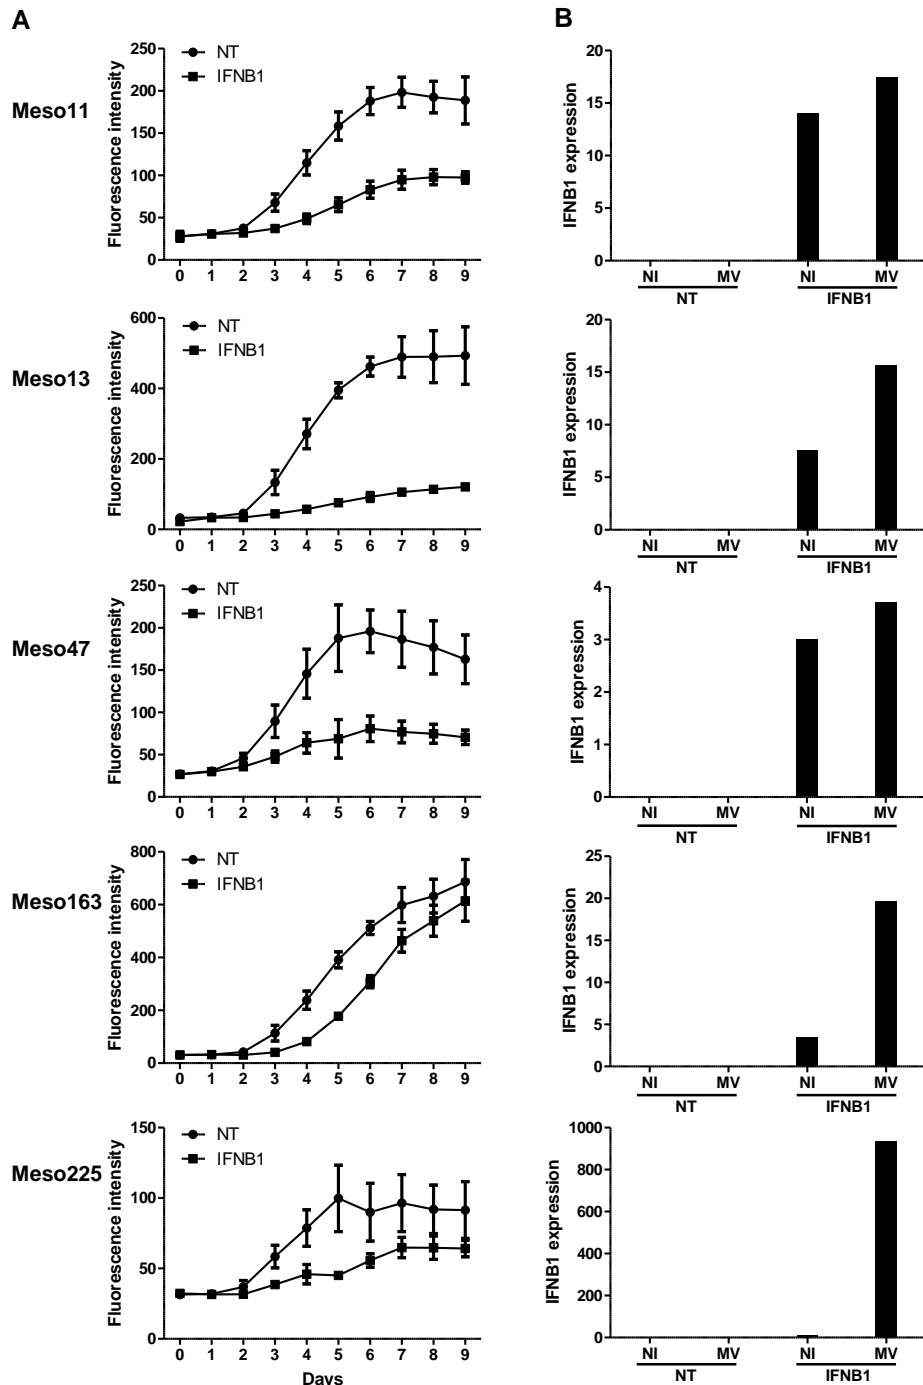 A
B
Meso11
Fluorescence intensity
NT
IFNB1
250
200
150
100
50
0
0 1 2 3 4 5 6 7 8 9
IFNB1 expression
20
15
10
5
0
NI MV NI MV
NT IFNB1
Meso13
Fluorescence intensity
NT
IFNB1
600
400
200
0
0 1 2 3 4 5 6 7 8 9
IFNB1 expression
20
15
10
5
0
NI MV NI MV
NT IFNB1
Meso47
Fluorescence intensity
NT
IFNB1
250
200
150
100
50
0
0 1 2 3 4 5 6 7 8 9
IFNB1 expression
4
3
2
1
0
NI MV NI MV
NT IFNB1
Meso163
Fluorescence intensity
NT
IFNB1
800
600
400
200
0
0 1 2 3 4 5 6 7 8 9
IFNB1 expression
25
20
15
10
5
0
NI MV NI MV
NT IFNB1
Meso225
Fluorescence intensity
NT
IFNB1
150
100
50
0
0 1 2 3 4 5 6 7 8 9
Days
IFNB1 expression
1000
800
600
400
200
0
NI MV NI MV
NT IFNB1